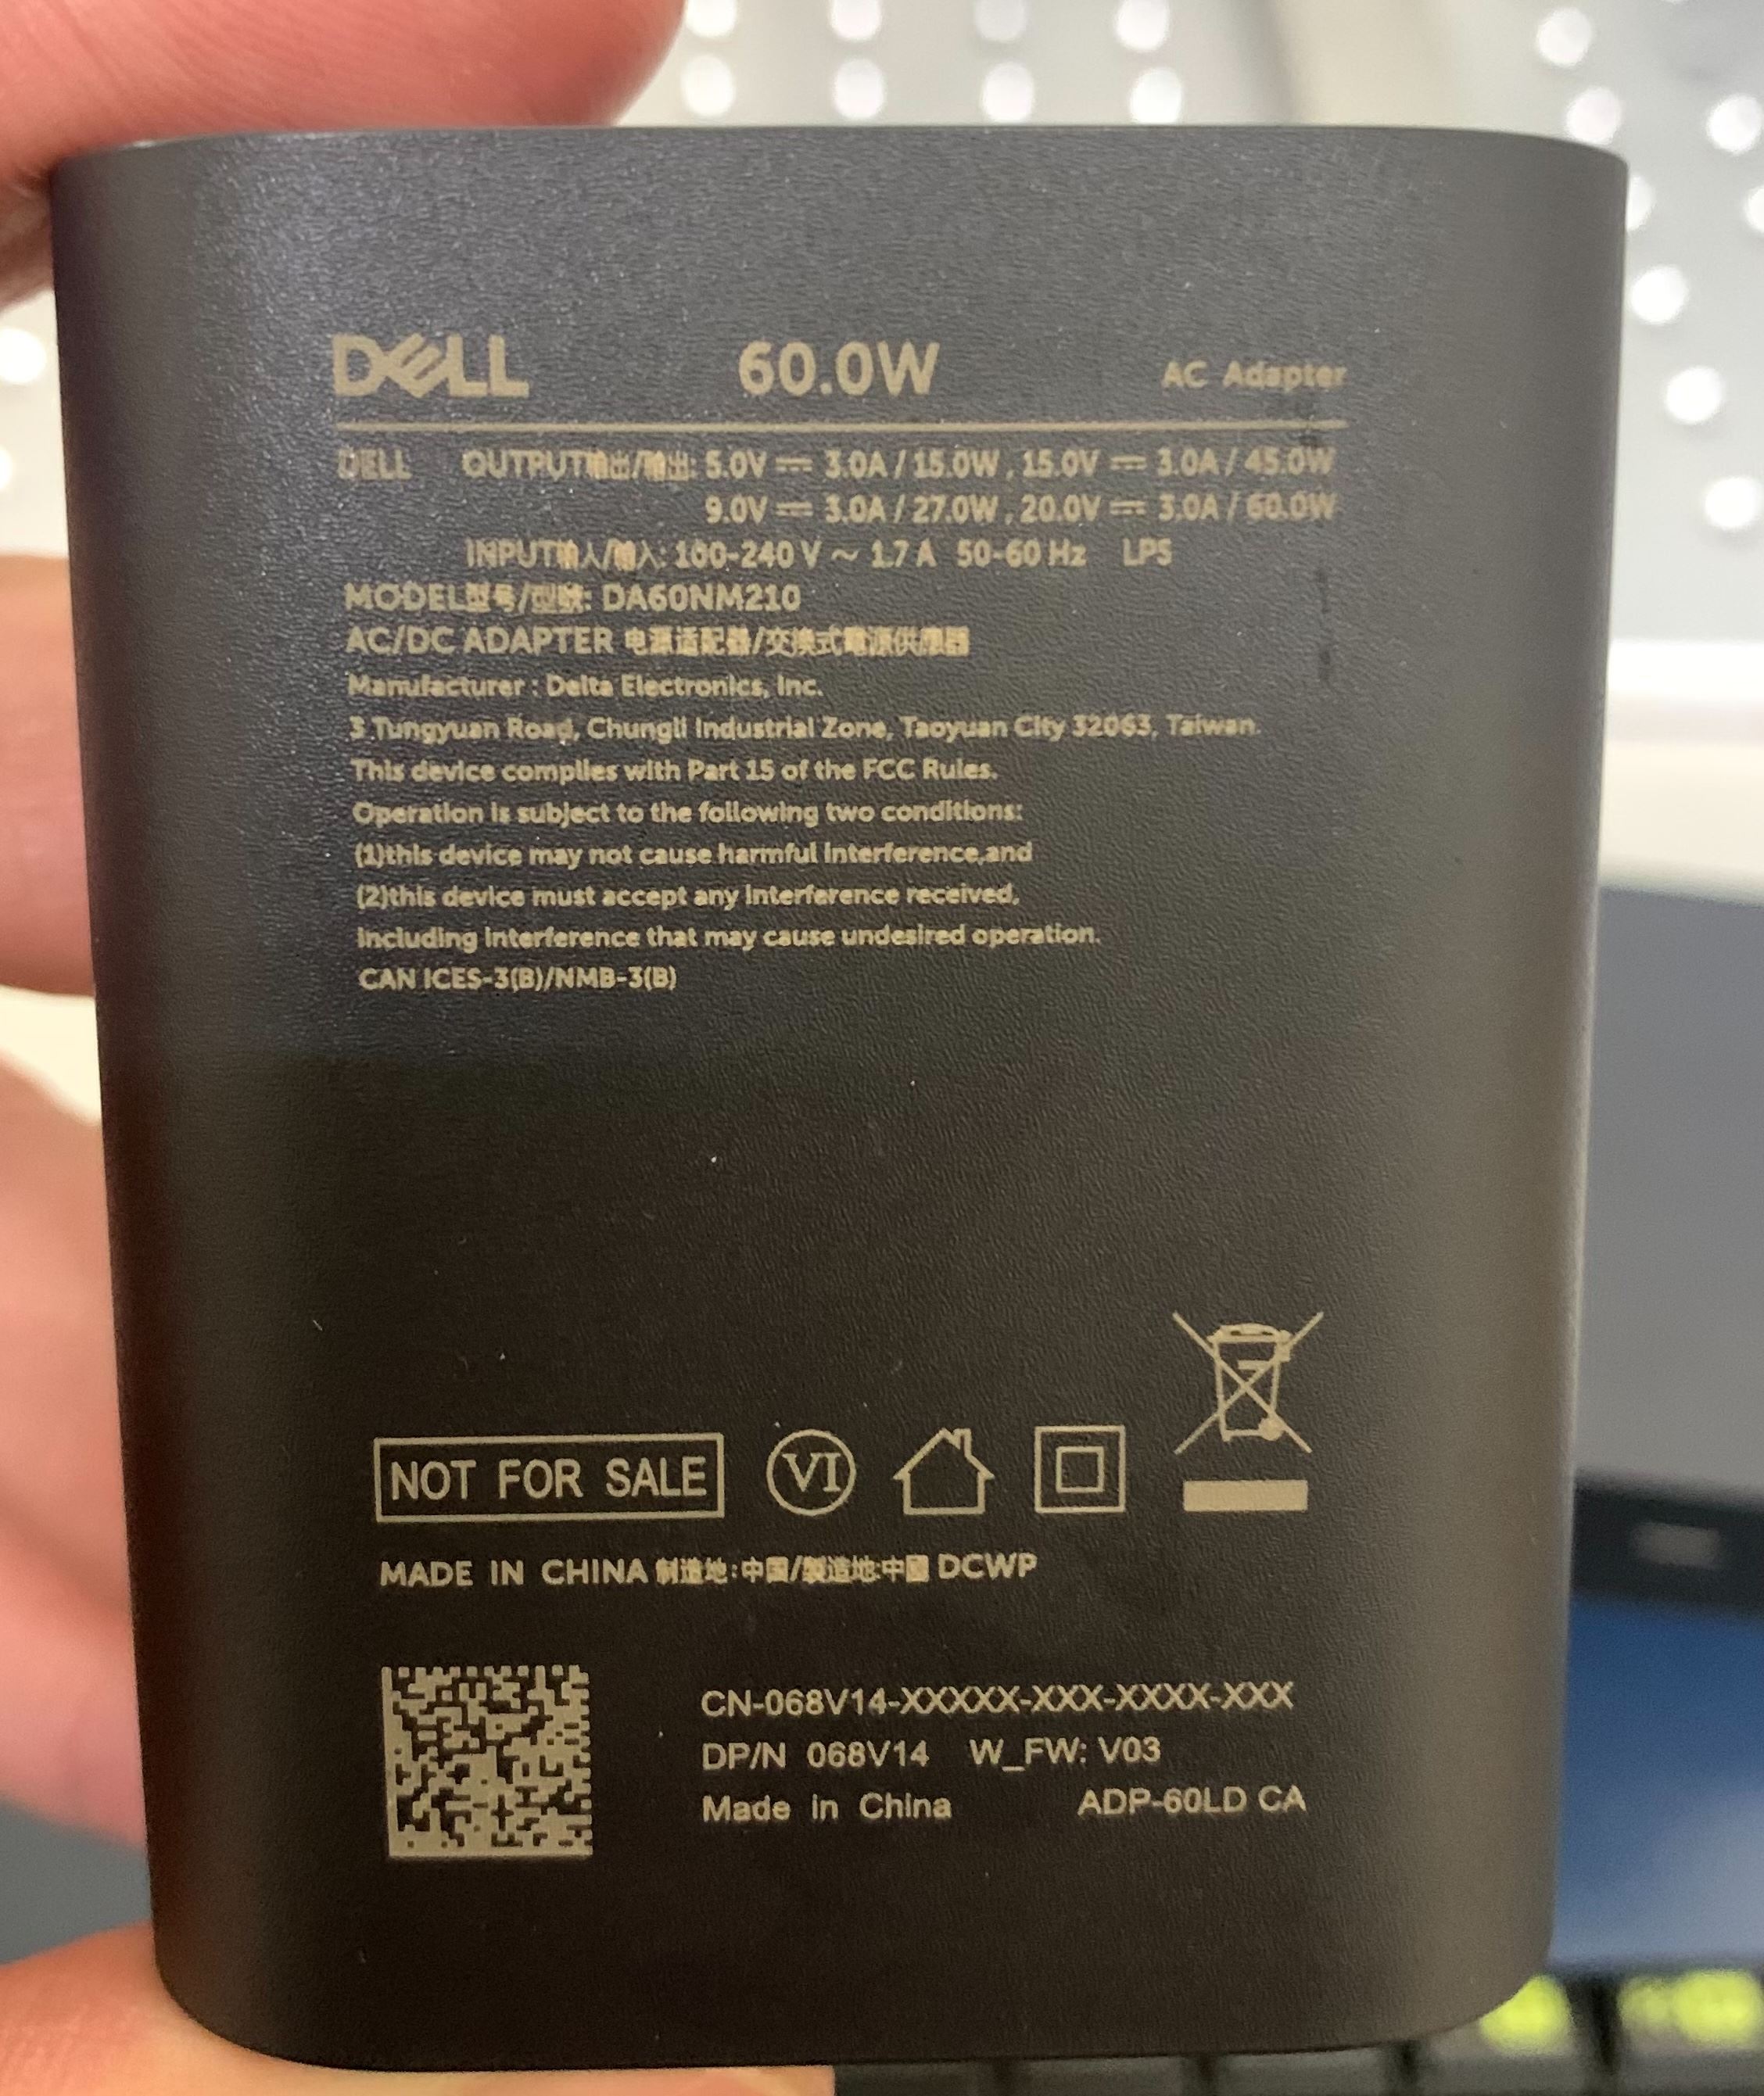 DELL 60.0W AC Adapter
DELL OUTPUT输出/輸出: 5.0V ⎓ 3.0A / 15.0W , 15.0V ⎓ 3.0A / 45.0W
9.0V ⎓ 3.0A / 27.0W , 20.0V ⎓ 3.0A / 60.0W
INPUT输入/輸入: 100-240 V ~ 1.7 A 50-60 Hz LPS
MODEL型号/型號: DA60NM210
AC/DC ADAPTER 电源适配器/交換式電源供應器
Manufacturer : Delta Electronics, Inc.
3 Tungyuan Road, Chungli Industrial Zone, Taoyuan City 32063, Taiwan.
This device complies with Part 15 of the FCC Rules.
Operation is subject to the following two conditions:
(1)this device may not cause harmful interference,and
(2)this device must accept any interference received,
including interference that may cause undesired operation.
CAN ICES-3(B)/NMB-3(B)
NOT FOR SALE VI
MADE IN CHINA 制造地:中国/製造地:中國 DCWP
CN-068V14-XXXXX-XXX-XXXX-XXX
DP/N 068V14 W_FW: V03
Made in China ADP-60LD CA